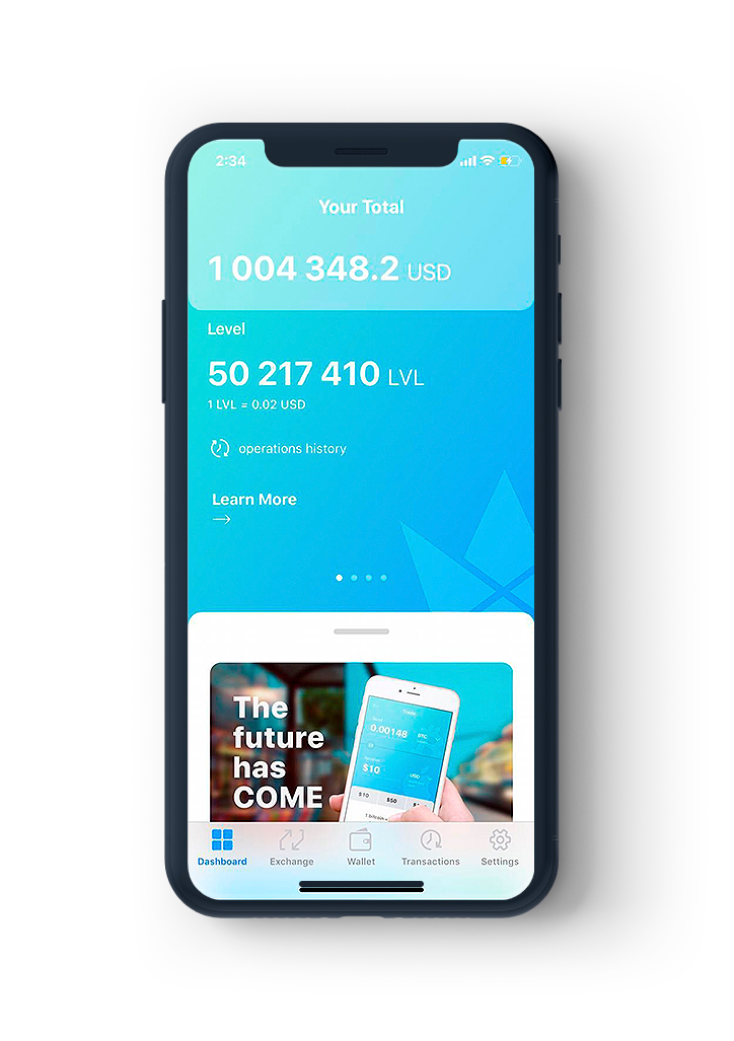 2:34
Your Total
1 004 348.2 USD
Level
50 217 410 LVL
1 LVL = 0.02 USD
operations history
Learn More
The
future
has
COME
0.00148 BTC
$10 USD
$10 $50
1 bitcoin
Dashboard Exchange Wallet Transactions Settings